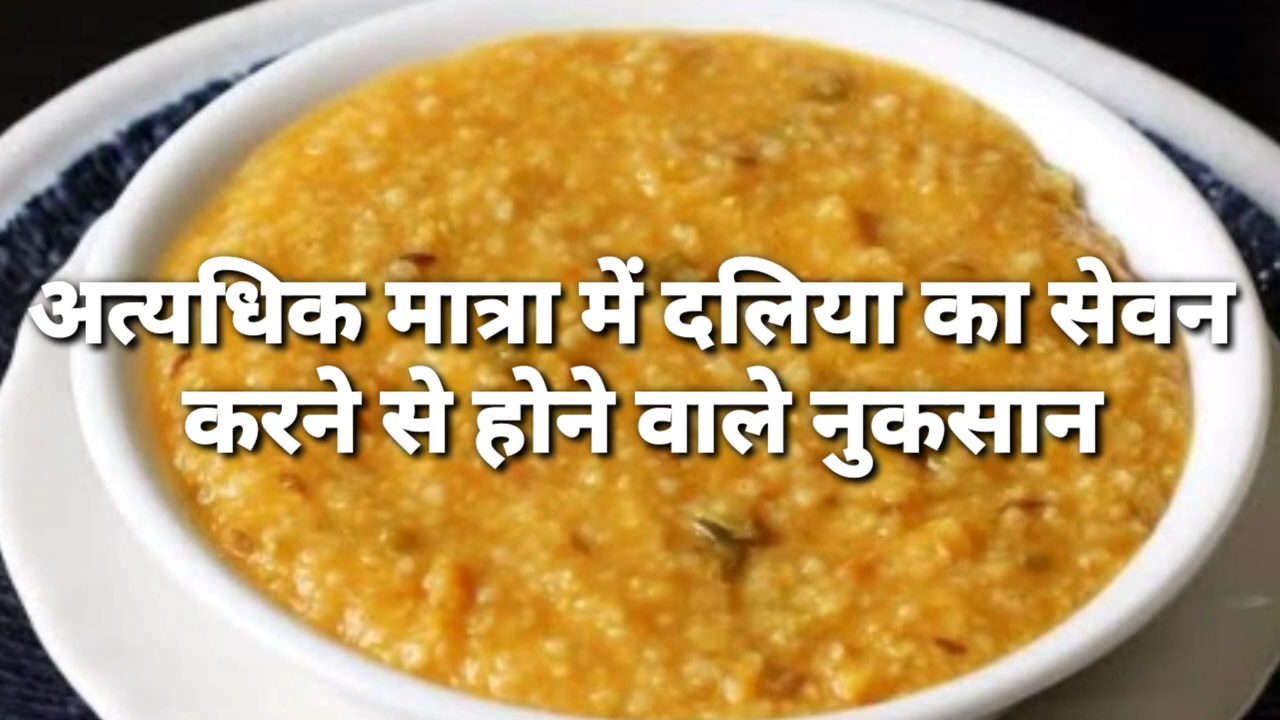 अत्यधिक मात्रा में दलिया का सेवन
करने से होने वाले नुकसान